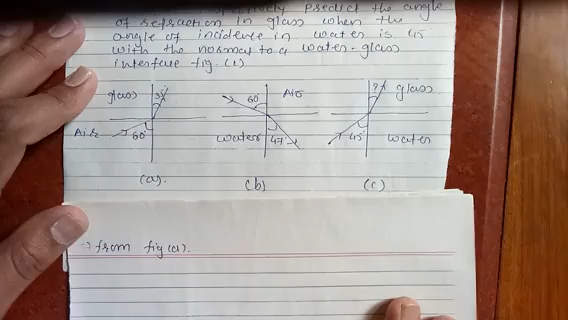 predict the angle
of refraction in glass when the
angle of incidence in water is 45
with the normal to a water-glass
interface fig. (c)
glass
Air
60°
(a).
60°
Air
water
47°
(b)
? glass
45°
water
(c)
→ from fig (a).